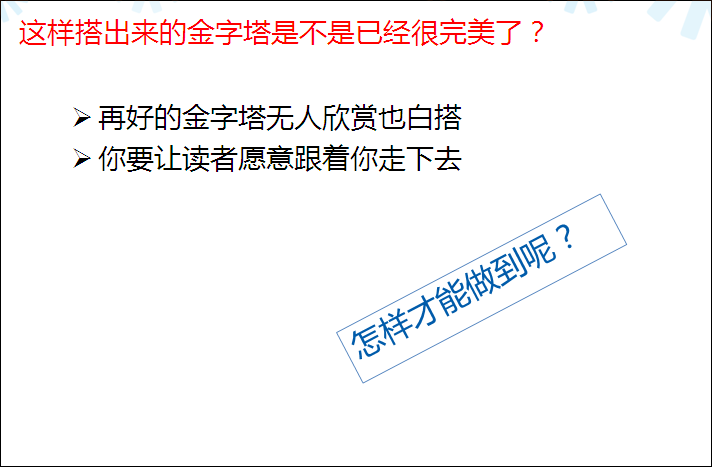 这样搭出来的金字塔是不是已经很完美了？
再好的金字塔无人欣赏也白搭
你要让读者愿意跟着你走下去
怎样才能做到呢？